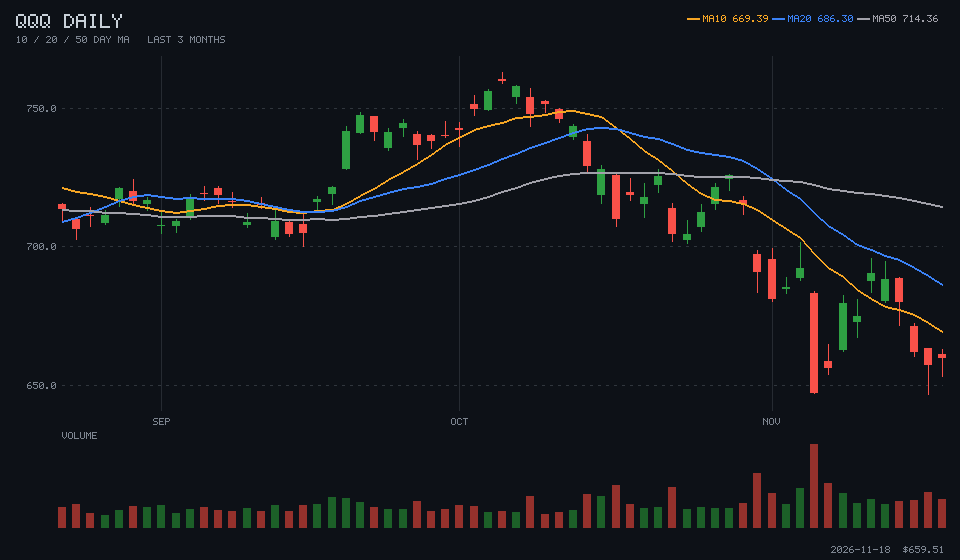 QQQ DAILY
MA10 669.39 MA20 686.30 MA50 714.36
10 / 20 / 50 DAY MA LAST 3 MONTHS
750.0
700.0
650.0
SEP OCT NOV
VOLUME
2026-11-18 $659.51